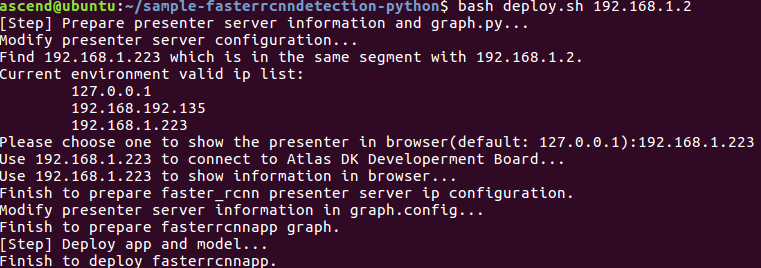 ascend@ubuntu:~/sample-fasterrcnndetection-python$ bash deploy.sh 192.168.1.2
[Step] Prepare presenter server information and graph.py...
Modify presenter server configuration...
Find 192.168.1.223 which is in the same segment with 192.168.1.2.
Current environment valid ip list:
        127.0.0.1
        192.168.192.135
        192.168.1.223
Please choose one to show the presenter in browser(default: 127.0.0.1):192.168.1.223
Use 192.168.1.223 to connect to Atlas DK Developerment Board...
Use 192.168.1.223 to show information in browser...
Finish to prepare faster_rcnn presenter server ip configuration.
Modify presenter server information in graph.config...
Finish to prepare fasterrcnnapp graph.
[Step] Deploy app and model...
Finish to deploy fasterrcnnapp.